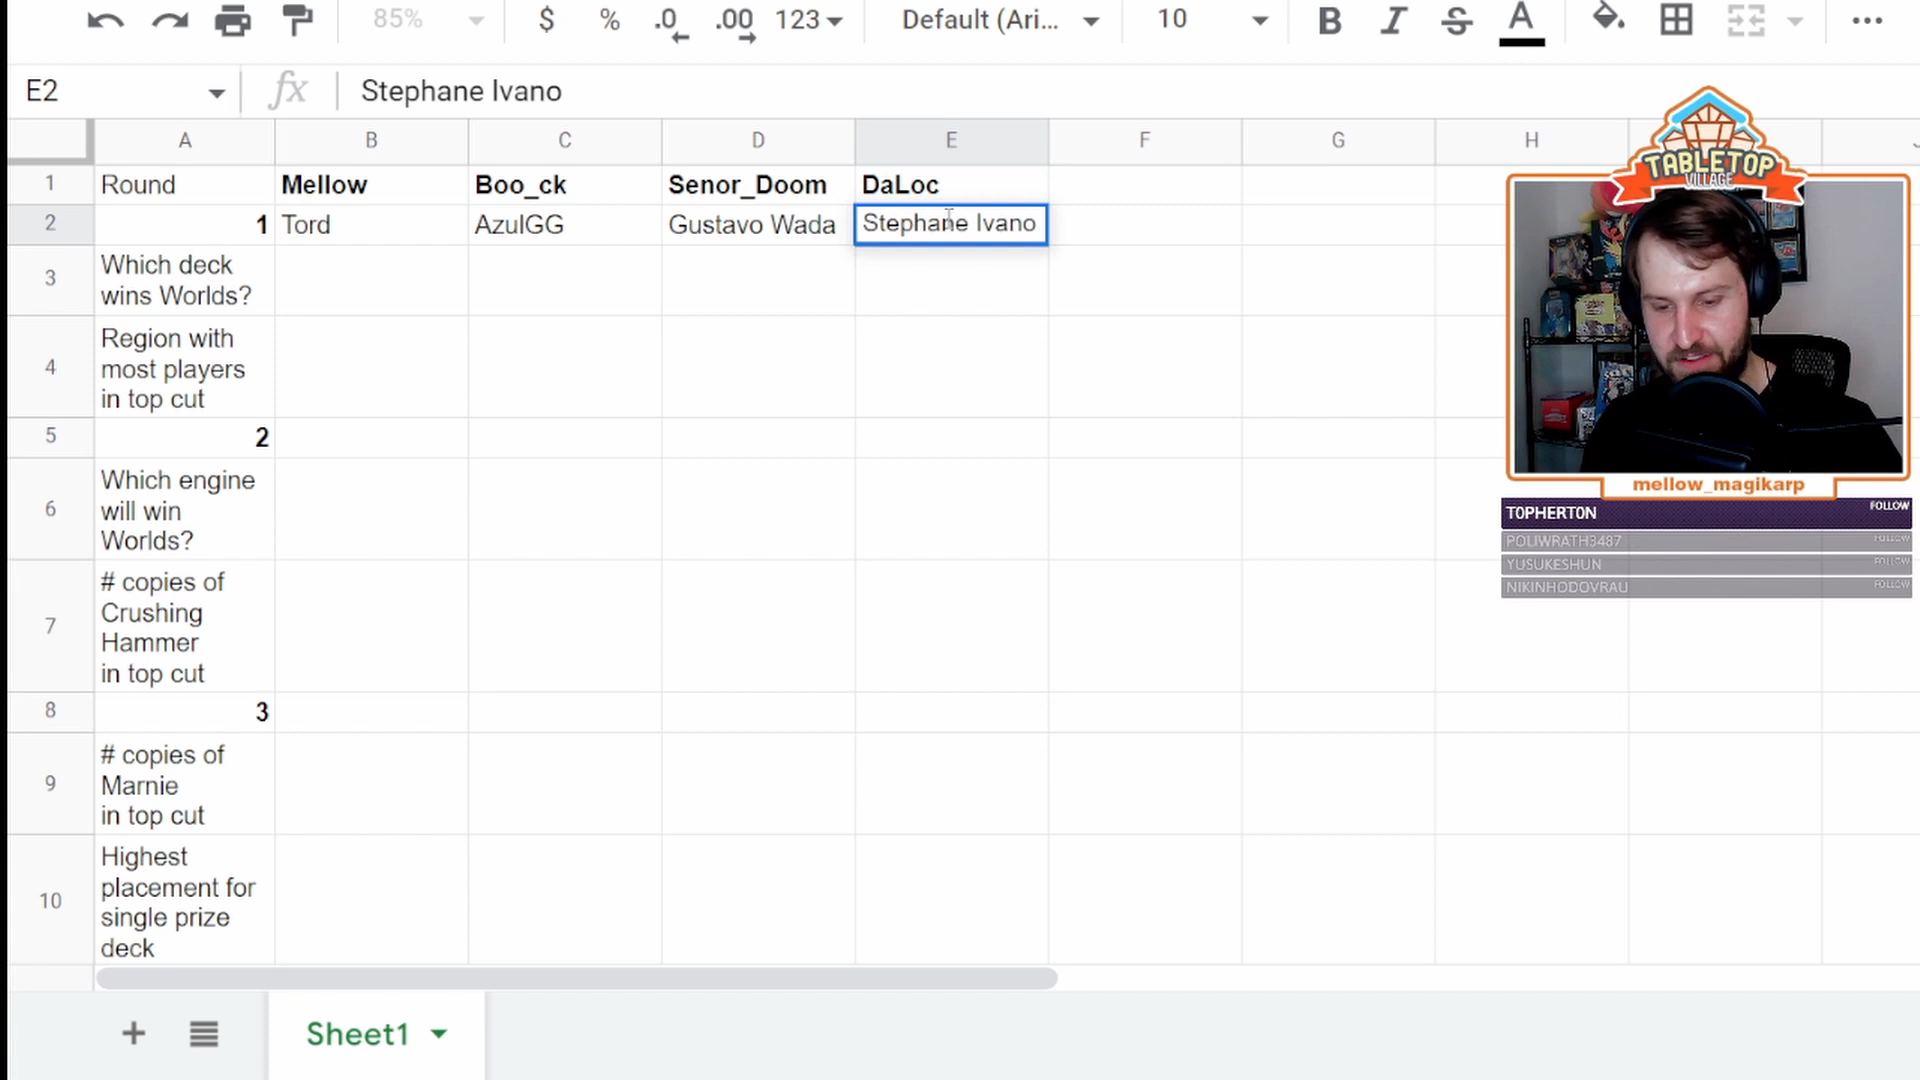 85% $ % .0 .00 123 Default (Ari... 10 B I S A
E2 fx Stephane Ivano
A B C D E F G H
1 Round Mellow Boo_ck Senor_Doom DaLoc
2 1 Tord AzulGG Gustavo Wada Stephane Ivano
3 Which deck
wins Worlds?
4 Region with
most players
in top cut
5 2
6 Which engine
will win
Worlds?
7 # copies of
Crushing
Hammer
in top cut
8 3
9 # copies of
Marnie
in top cut
10 Highest
placement for
single prize
deck
Sheet1
TABLETOP
VILLAGE
mellow_magikarp
T0PHERT0N FOLLOW
POLIWRATH3487 FOLLOW
YUSUKESHUN FOLLOW
NIKINHODOVRAU FOLLOW